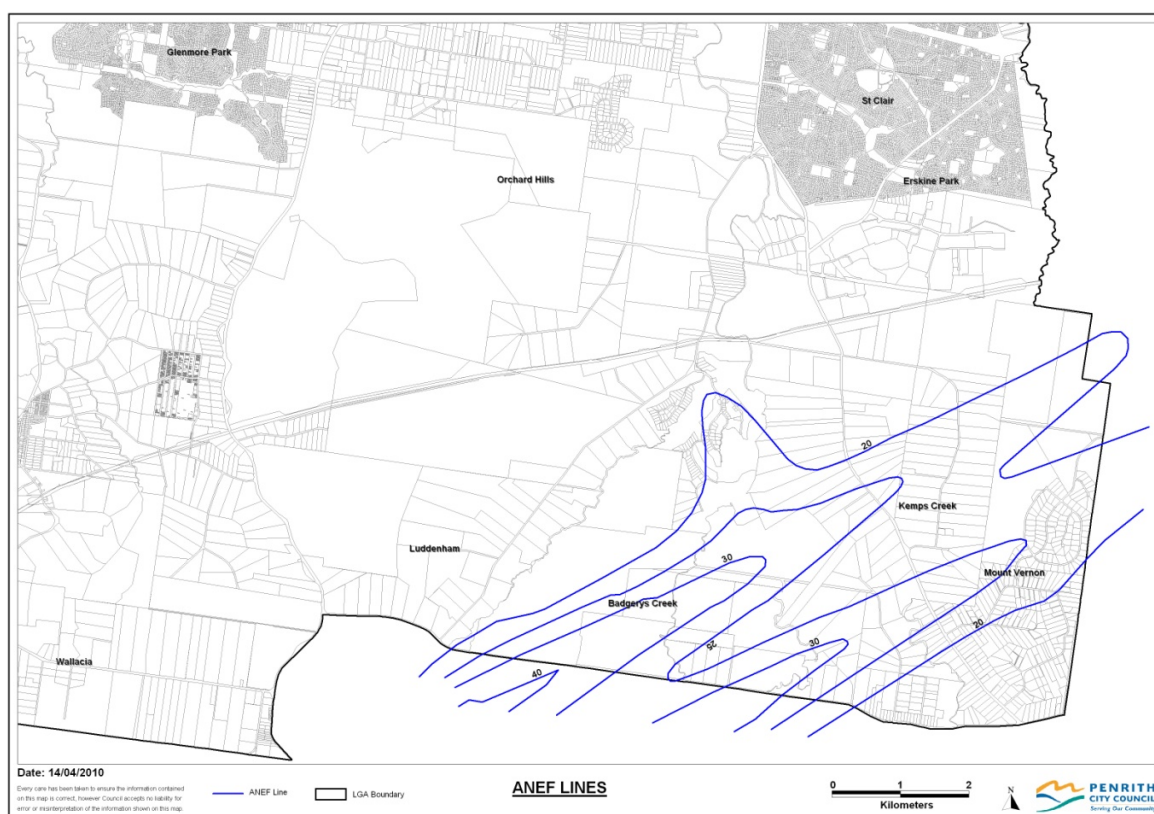 Glenmore Park
St Clair
Orchard Hills
Erskine Park
20
Kemps Creek
Luddenham
30
Mount Vernon
Badgerys Creek
20
25
30
Wallacia
40
Date: 14/04/2010
Every care has been taken to ensure the information contained
on this map is correct, however Council accepts no liability for
error or misinterpretation of the information shown on this map.
ANEF Line
LGA Boundary
ANEF LINES
0 1 2
Kilometers
N
PENRITH
CITY COUNCIL
Serving Our Community